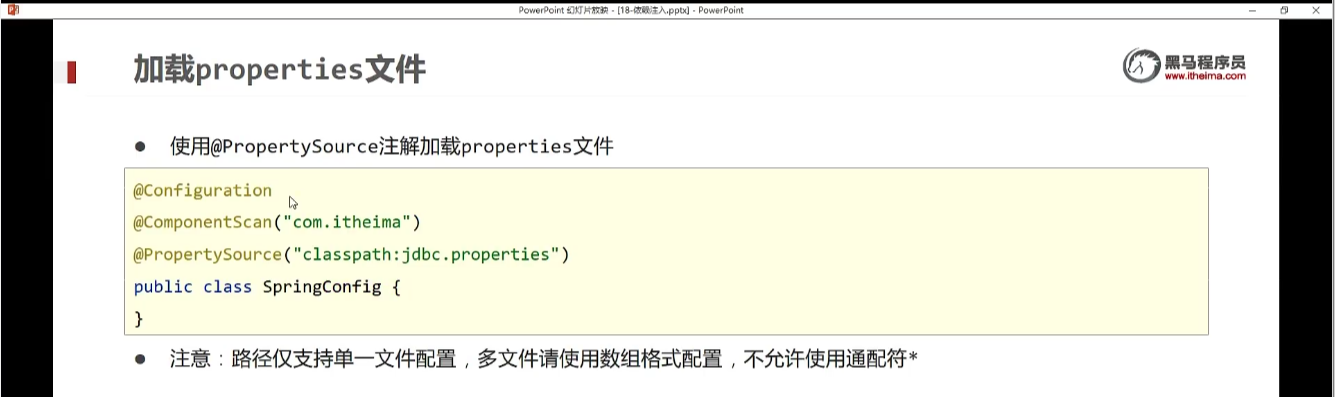 PowerPoint 幻灯片放映 - [18-依赖注入.pptx] - PowerPoint
加载properties文件
黑马程序员
www.itheima.com
● 使用@PropertySource注解加载properties文件
@Configuration
@ComponentScan("com.itheima")
@PropertySource("classpath:jdbc.properties")
public class SpringConfig {
}
● 注意：路径仅支持单一文件配置，多文件请使用数组格式配置，不允许使用通配符*